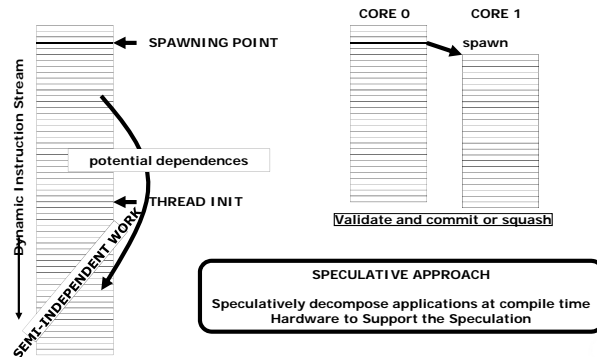 Dynamic Instruction Stream
SPAWNING POINT
potential dependences
THREAD INIT
SEMI-INDEPENDENT WORK
CORE 0
CORE 1
spawn
Validate and commit or squash
SPECULATIVE APPROACH
Speculatively decompose applications at compile time
Hardware to Support the Speculation